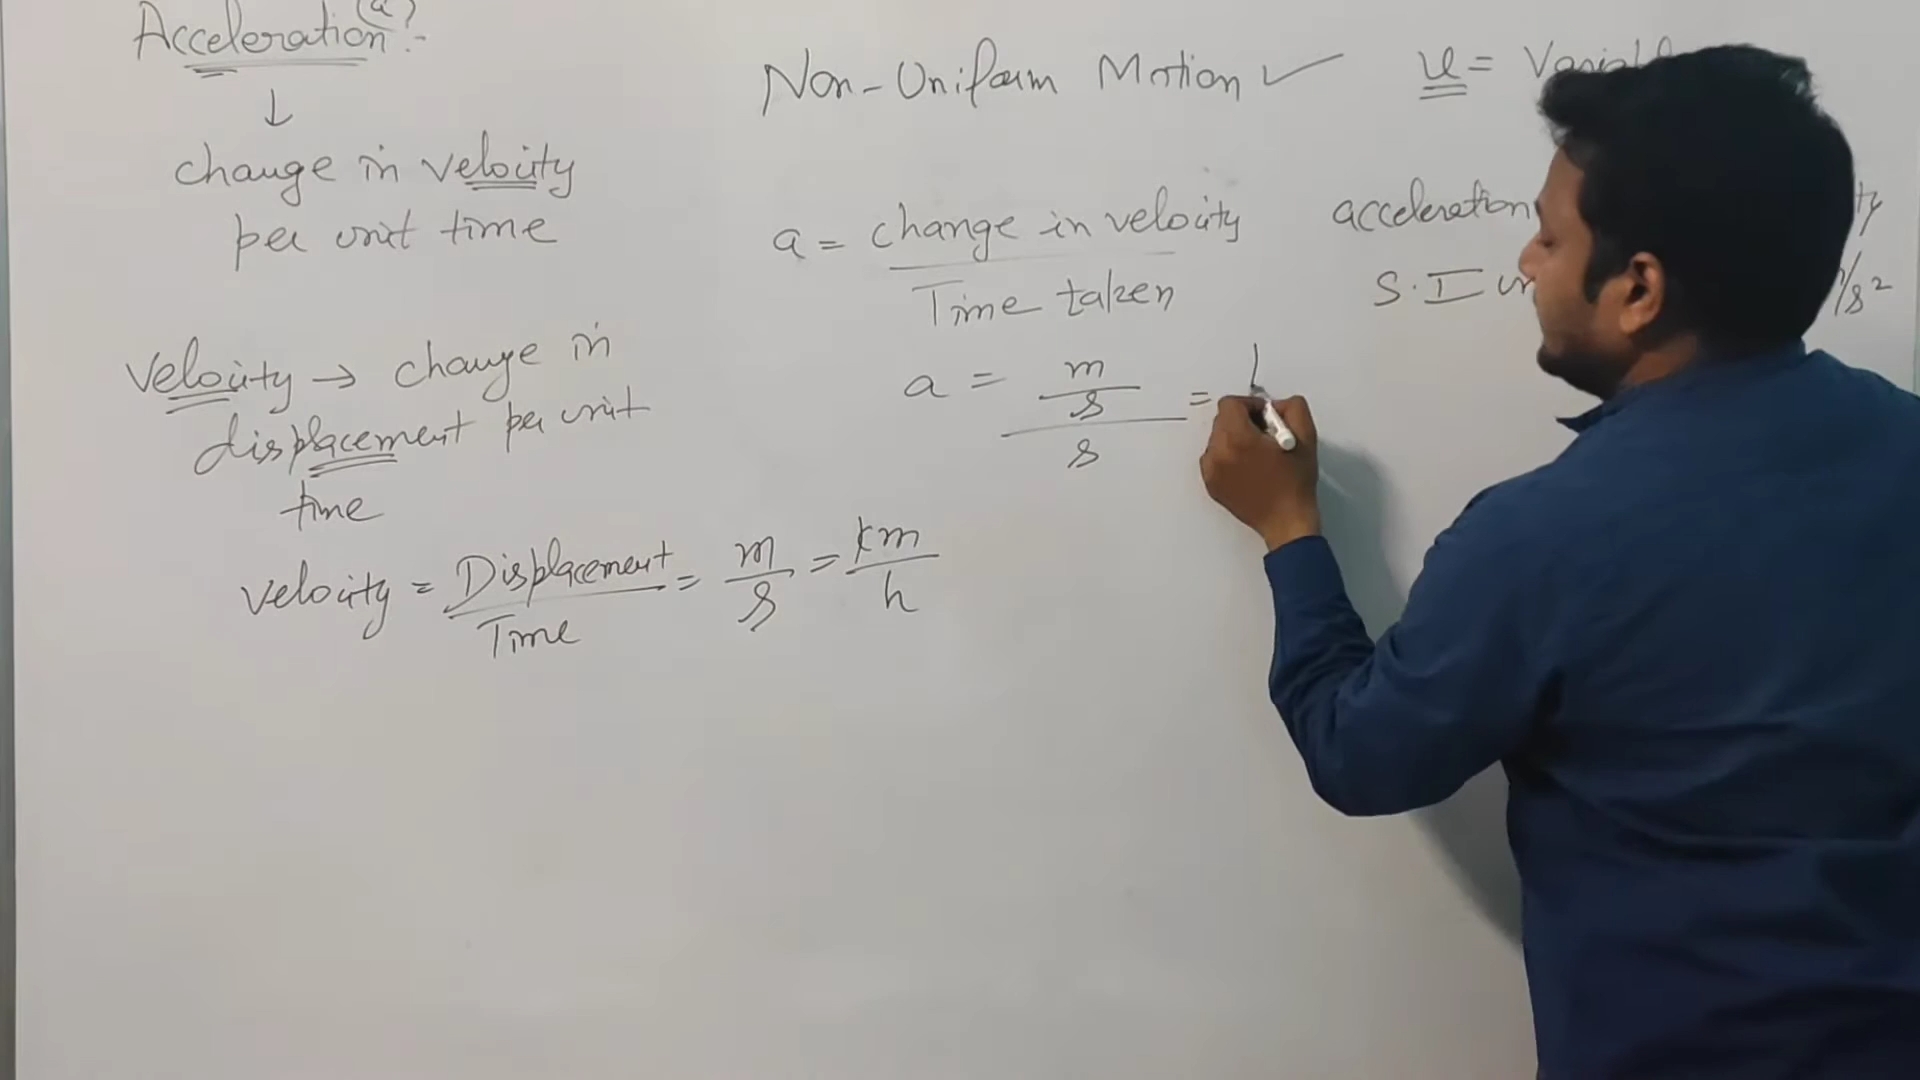 Acceleration (a) :-
↓
change in velocity
per unit time
Velocity → change in
displacement per unit
time
velocity = Displacement / Time = m / s = km / h
Non-Uniform Motion ✓
a = change in velocity / Time taken
a = m / s / s =
u =
acceleration
S.I
/s²